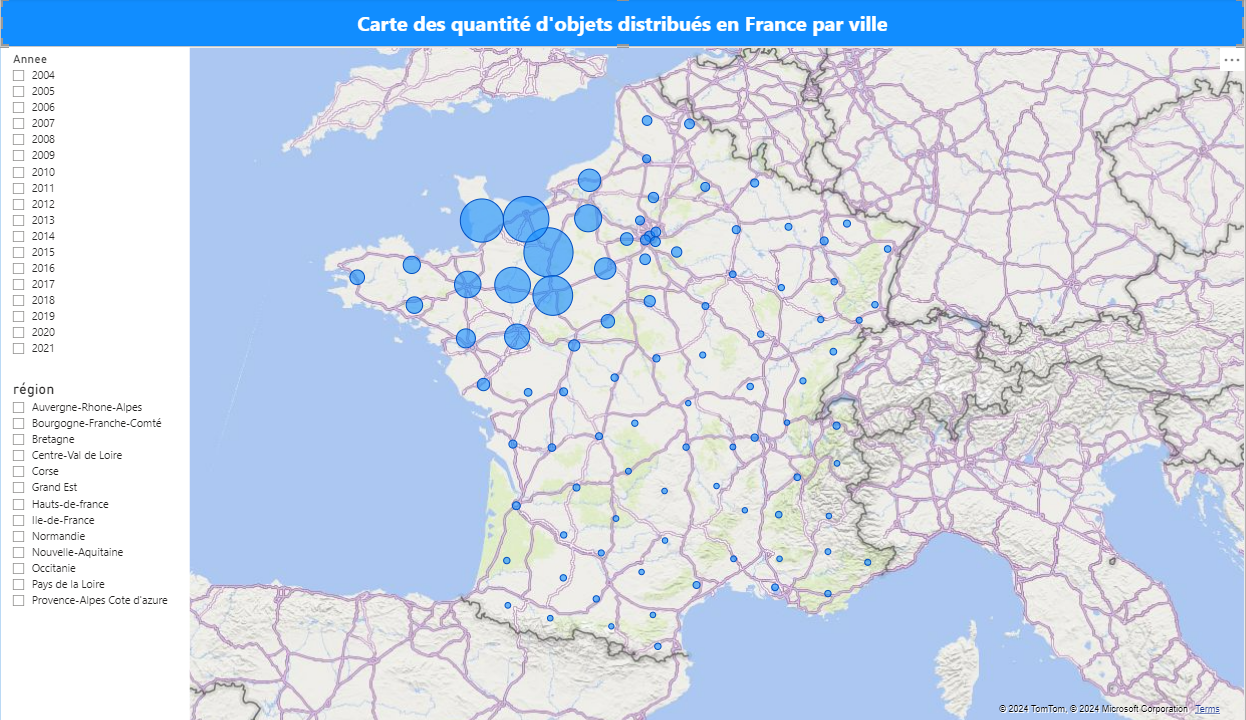 Carte des quantité d'objets distribués en France par ville
Annee
2004
2005
2006
2007
2008
2009
2010
2011
2012
2013
2014
2015
2016
2017
2018
2019
2020
2021
région
Auvergne-Rhone-Alpes
Bourgogne-Franche-Comté
Bretagne
Centre-Val de Loire
Corse
Grand Est
Hauts-de-france
Ile-de-France
Normandie
Nouvelle-Aquitaine
Occitanie
Pays de la Loire
Provence-Alpes Cote d'azure
© 2024 TomTom, © 2024 Microsoft Corporation Terms